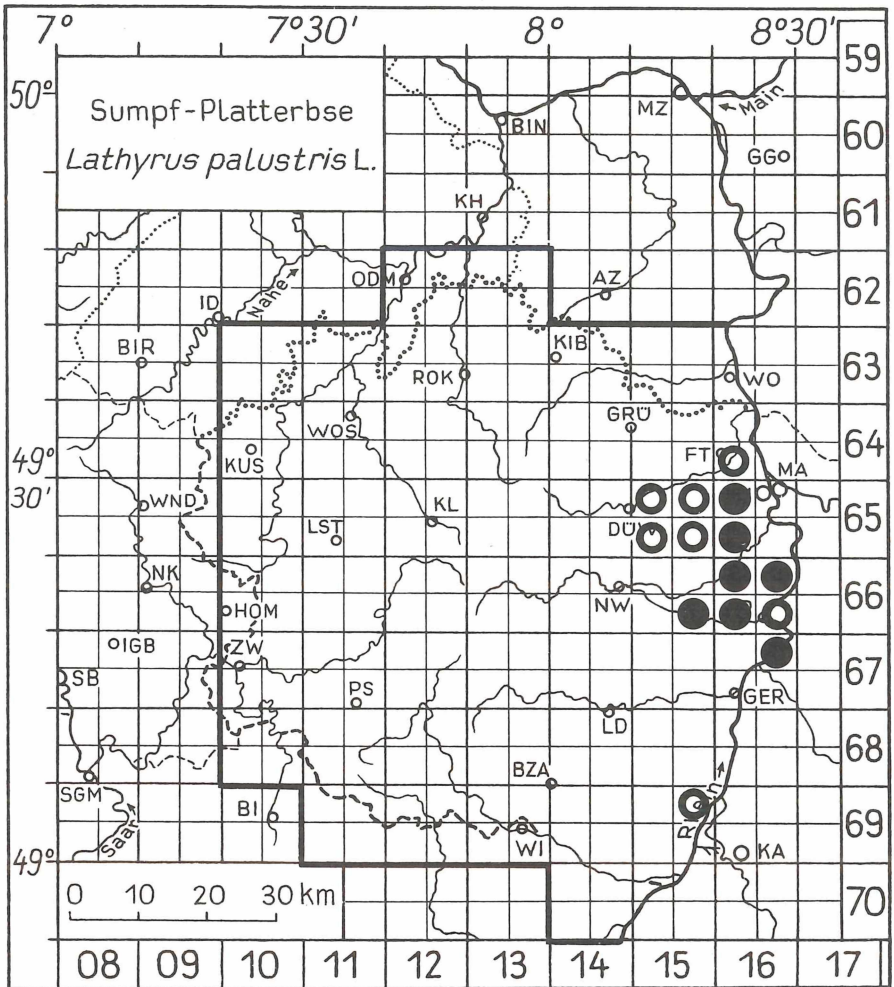 7° 7°30' 8° 8°30'
50°
Sumpf-Platterbse
Lathyrus palustris L.
59
MZ Main
BIN
60
GG
KH
61
ODM
AZ
Nahe
62
ID
KIB
BIR
63
ROK
WO
GRÜ
WOS
64
49°
30'
KUS
FT
MA
WND
65
LST
KL
DÜW
NK
HOM
NW
66
IGB
ZW
SB
67
PS
GER
LD
68
BZA
SGM
BI
69
Saar
WI
KA
49°
0 10 20 30 km
70
08 09 10 11 12 13 14 15 16 17